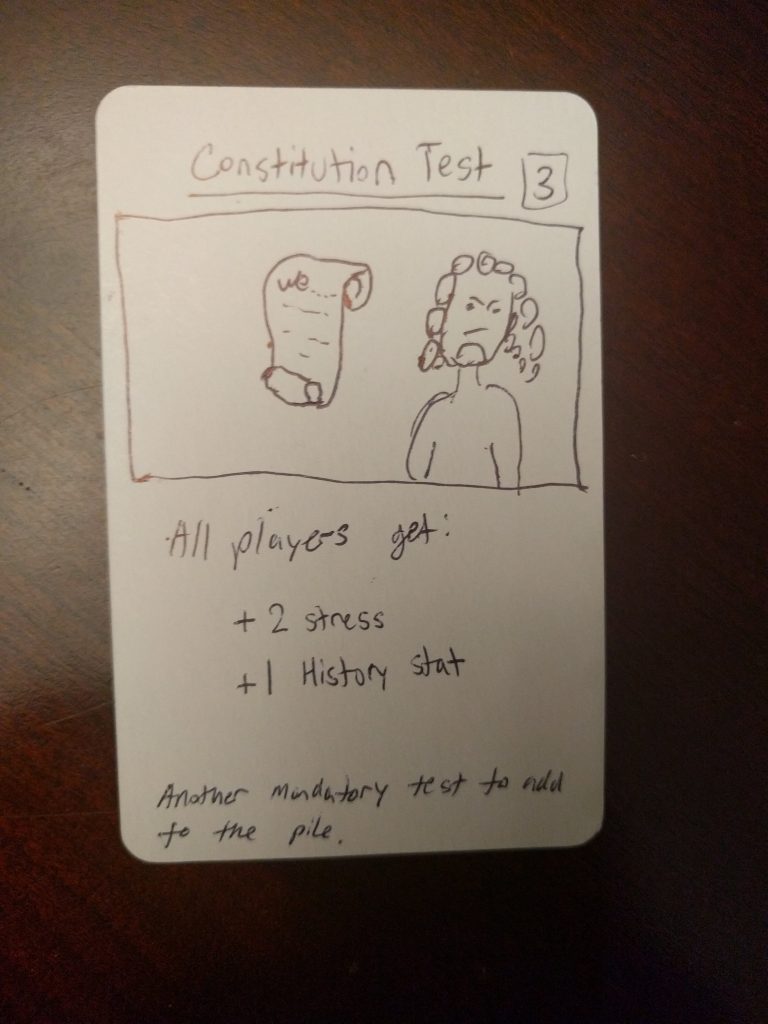 Constitution Test 3
we....
All players get:
+2 stress
+1 History stat
Another mandatory test to add
to the pile.